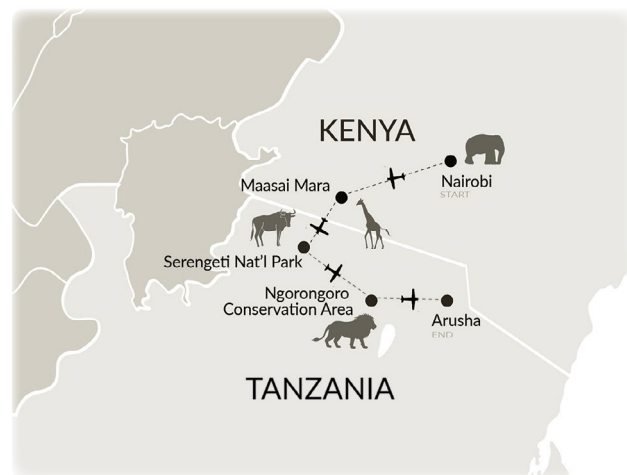 KENYA
Maasai Mara
Nairobi
START
Serengeti Nat'l Park
Ngorongoro
Conservation Area
Arusha
END
TANZANIA